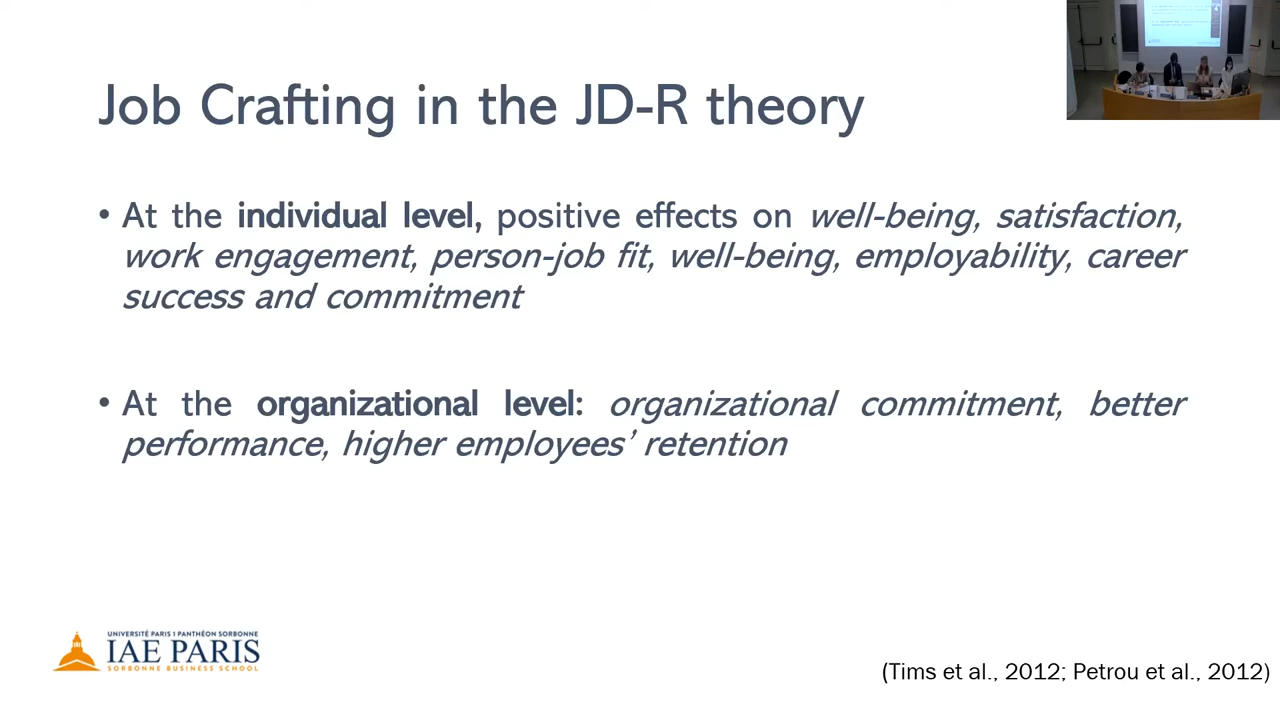 Job Crafting in the JD-R theory
• At the individual level, positive effects on well-being, satisfaction,
work engagement, person-job fit, well-being, employability, career
success and commitment
• At the organizational level: organizational commitment, better
performance, higher employees’ retention
UNIVERSITÉ PARIS 1 PANTHÉON SORBONNE
IAE PARIS
SORBONNE BUSINESS SCHOOL
(Tims et al., 2012; Petrou et al., 2012)